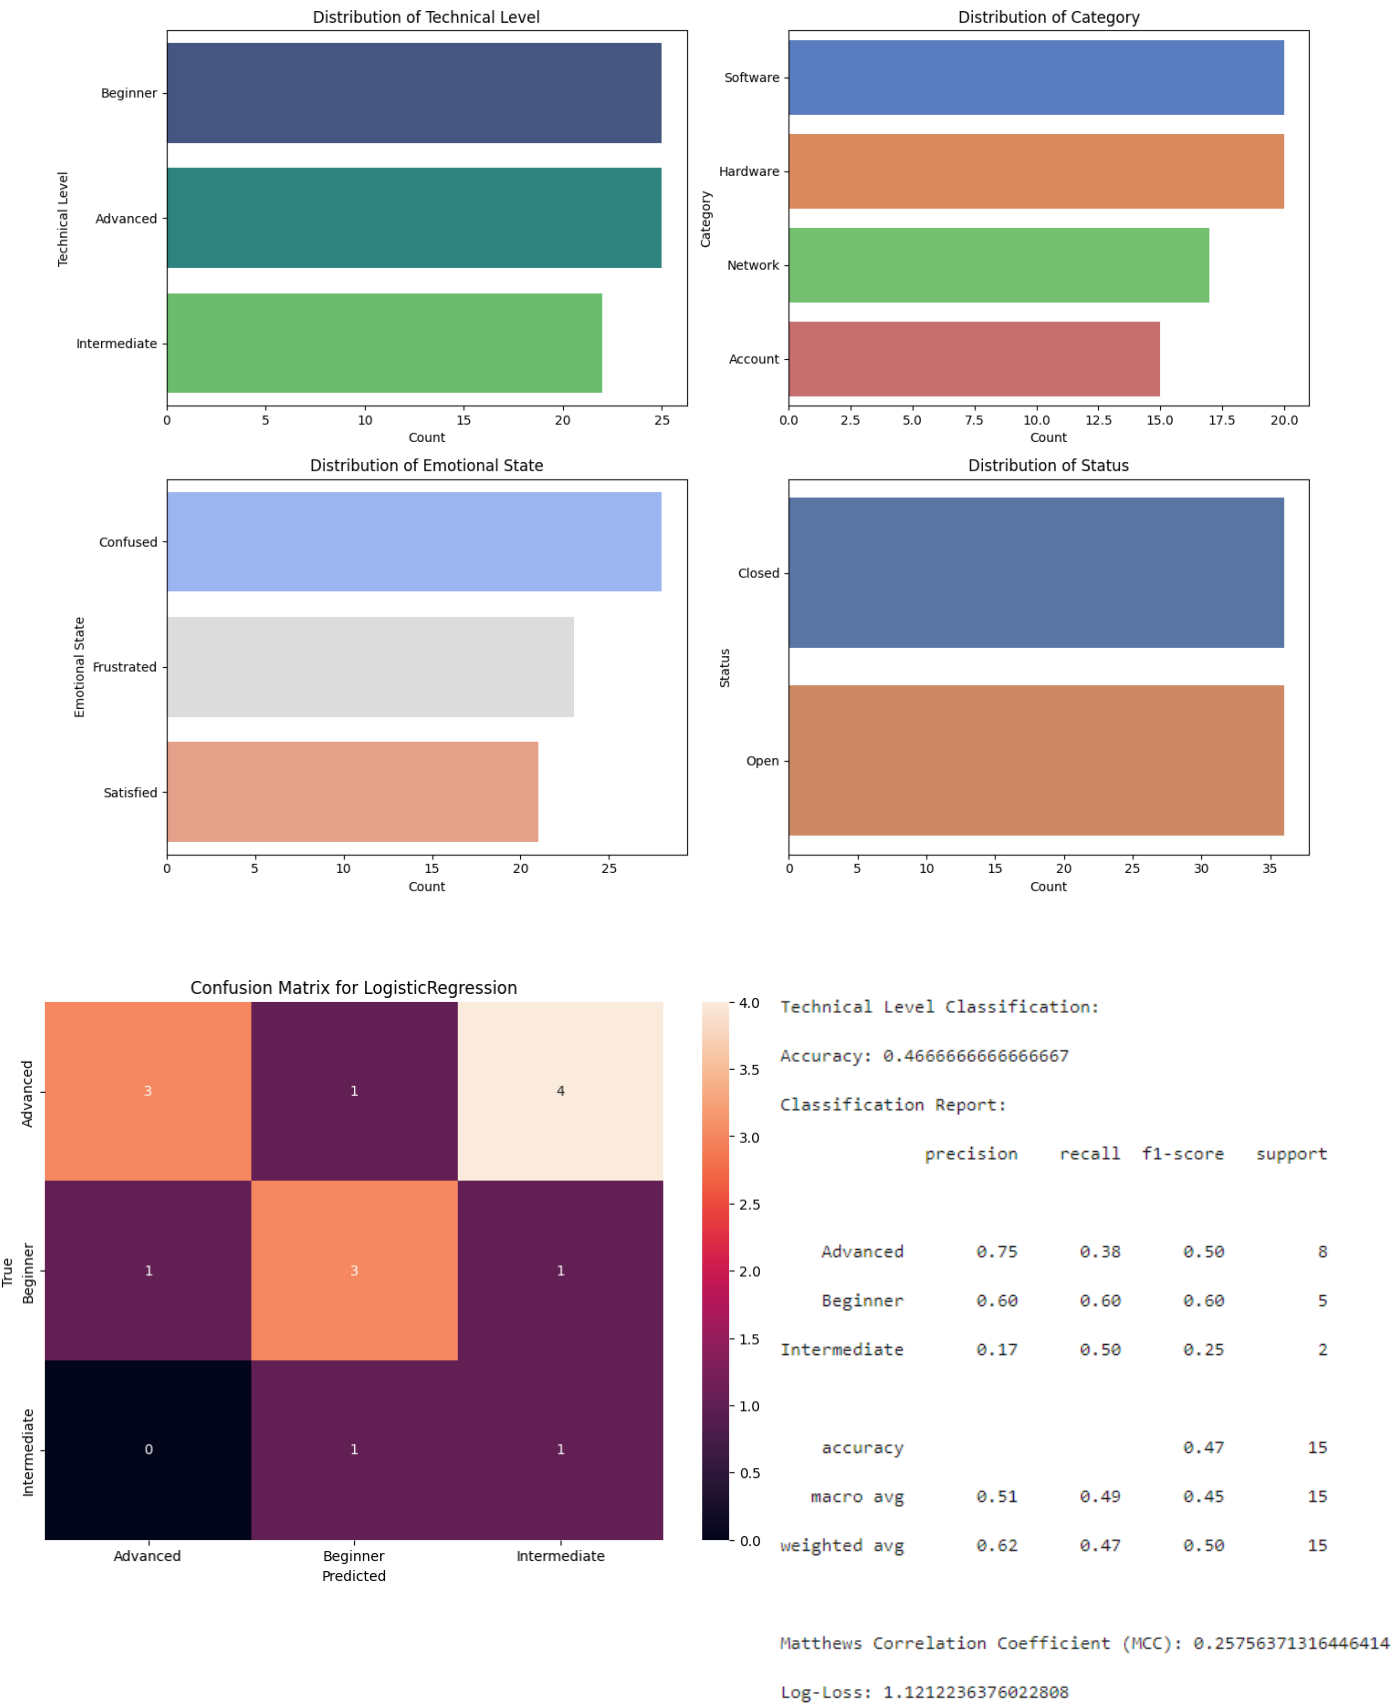 Distribution of Technical Level
Technical Level
Beginner
Advanced
Intermediate
0 5 10 15 20 25
Count
Distribution of Category
Category
Software
Hardware
Network
Account
0.0 2.5 5.0 7.5 10.0 12.5 15.0 17.5 20.0
Count
Distribution of Emotional State
Emotional State
Confused
Frustrated
Satisfied
0 5 10 15 20 25
Count
Distribution of Status
Status
Closed
Open
0 5 10 15 20 25 30 35
Count
Confusion Matrix for LogisticRegression
True
Advanced
Beginner
Intermediate
3 1 4
1 3 1
0 1 1
Advanced Beginner Intermediate
Predicted
4.0
3.5
3.0
2.5
2.0
1.5
1.0
0.5
0.0
Technical Level Classification:
Accuracy: 0.4666666666666667
Classification Report:
precision recall f1-score support
Advanced 0.75 0.38 0.50 8
Beginner 0.60 0.60 0.60 5
Intermediate 0.17 0.50 0.25 2
accuracy 0.47 15
macro avg 0.51 0.49 0.45 15
weighted avg 0.62 0.47 0.50 15
Matthews Correlation Coefficient (MCC): 0.25756371316446414
Log-Loss: 1.1212236376022808